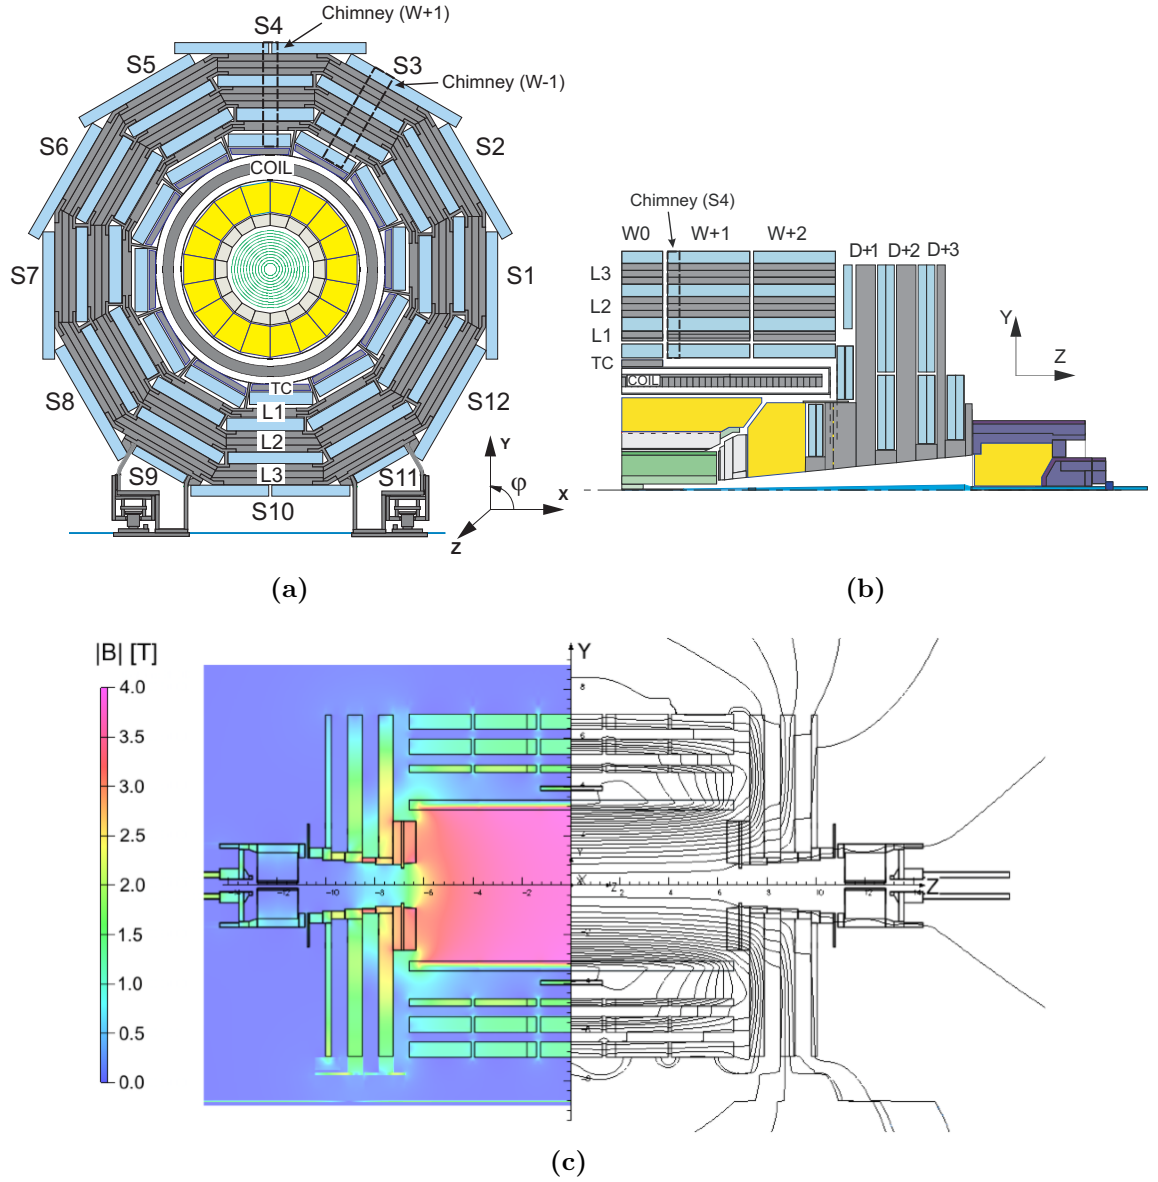 S4
Chimney (W+1)
S5
S3
Chimney (W-1)
S6
S2
COIL
S7
S1
TC
S8
L1
S12
L2
S9
L3
S11
S10
Y
φ
X
Z
(a)
Chimney (S4)
W0 W+1 W+2
D+1 D+2 D+3
L3
L2
L1
TC
COIL
Y
Z
(b)
|B| [T]
4.0
3.5
3.0
2.5
2.0
1.5
1.0
0.5
0.0
Y
8
Y
X
Z
-12 -10 -8 -6 -4 -2 2 4 6 8 10 12
Z
(c)